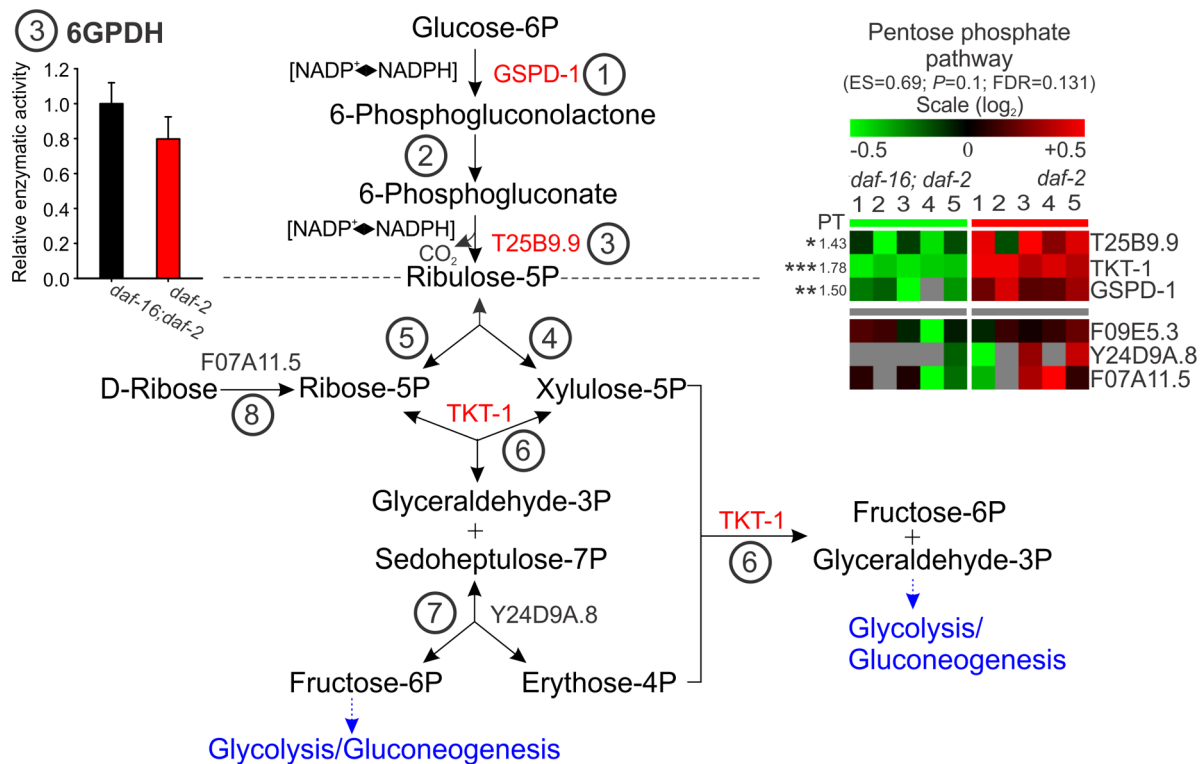 ③ 6GPDH
Relative enzymatic activity
1.2
1.0
0.8
0.6
0.4
0.2
0.0
daf-16;daf-2
daf-2
Glucose-6P
[NADP+◆NADPH]
GSPD-1 ①
6-Phosphogluconolactone
②
6-Phosphogluconate
[NADP+◆NADPH]
CO₂
T25B9.9 ③
Ribulose-5P
⑤ ④
F07A11.5
D-Ribose
⑧
Ribose-5P
Xylulose-5P
TKT-1
⑥
Glyceraldehyde-3P
+
Sedoheptulose-7P
⑦ Y24D9A.8
Fructose-6P
Erythose-4P
Glycolysis/Gluconeogenesis
TKT-1
⑥
Fructose-6P
+
Glyceraldehyde-3P
Glycolysis/
Gluconeogenesis
Pentose phosphate
pathway
(ES=0.69; P=0.1; FDR=0.131)
Scale (log₂)
-0.5 0 +0.5
daf-16; daf-2 daf-2
1 2 3 4 5 1 2 3 4 5
PT
*1.43 T25B9.9
***1.78 TKT-1
**1.50 GSPD-1
F09E5.3
Y24D9A.8
F07A11.5